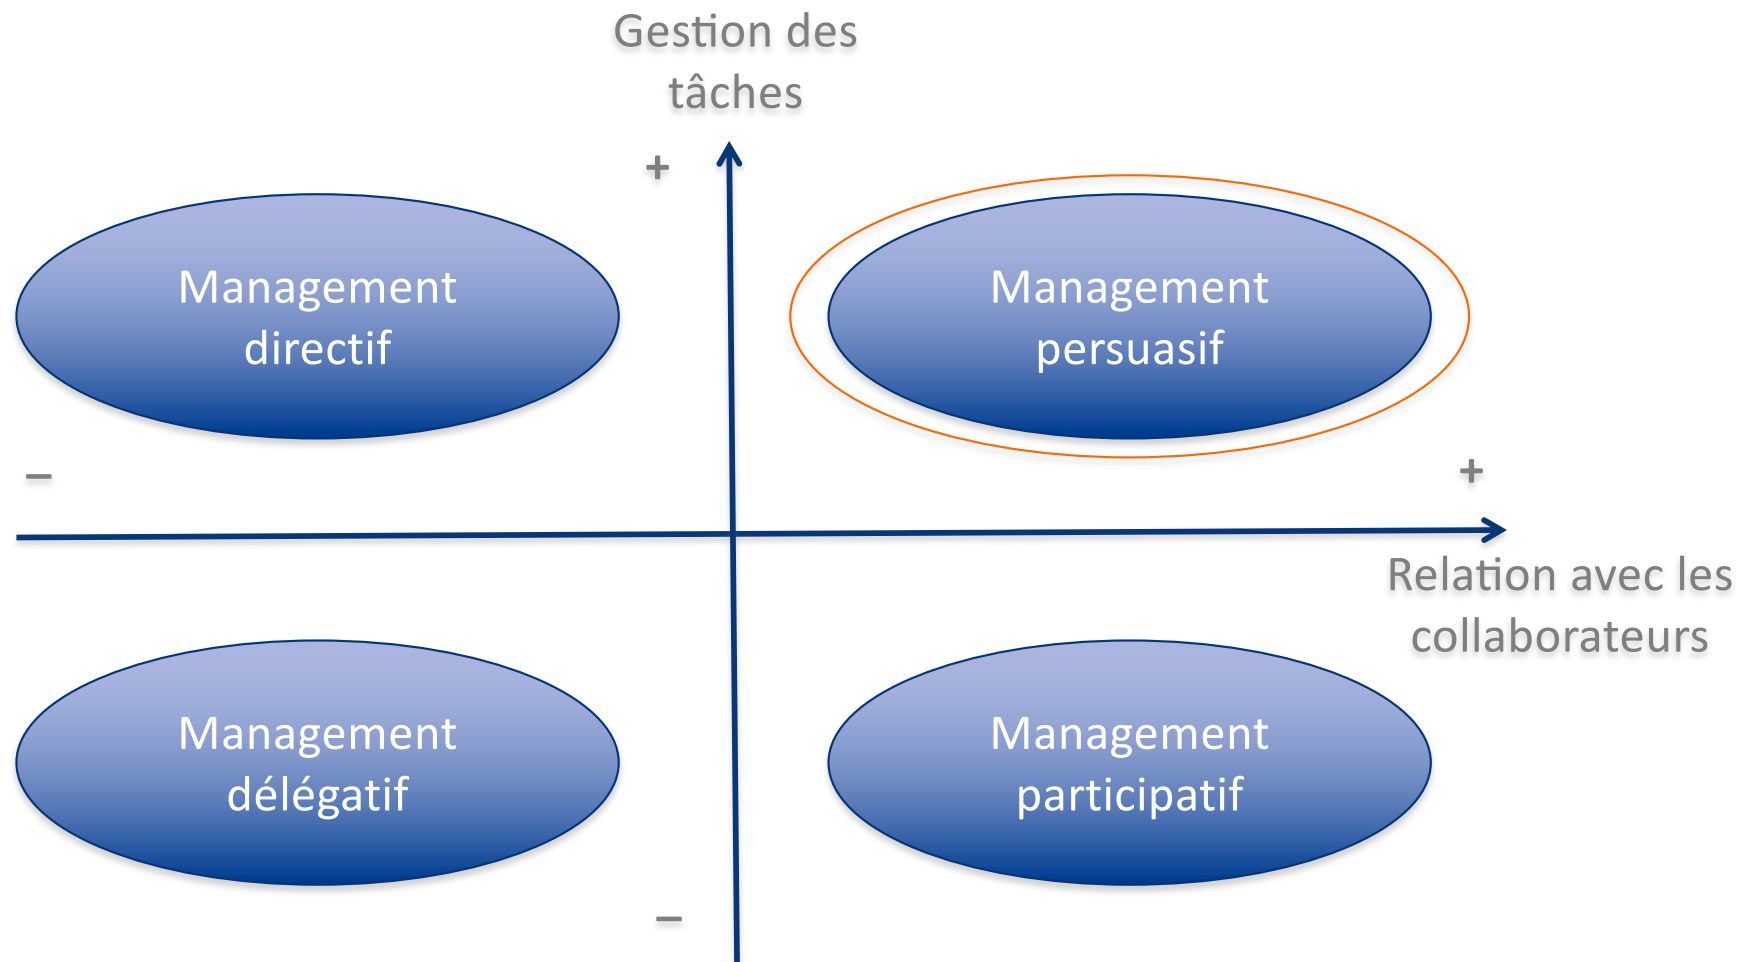 Gestion des
tâches
+
Management
directif
Management
persuasif
–
+
Relation avec les
collaborateurs
Management
délégatif
Management
participatif
–